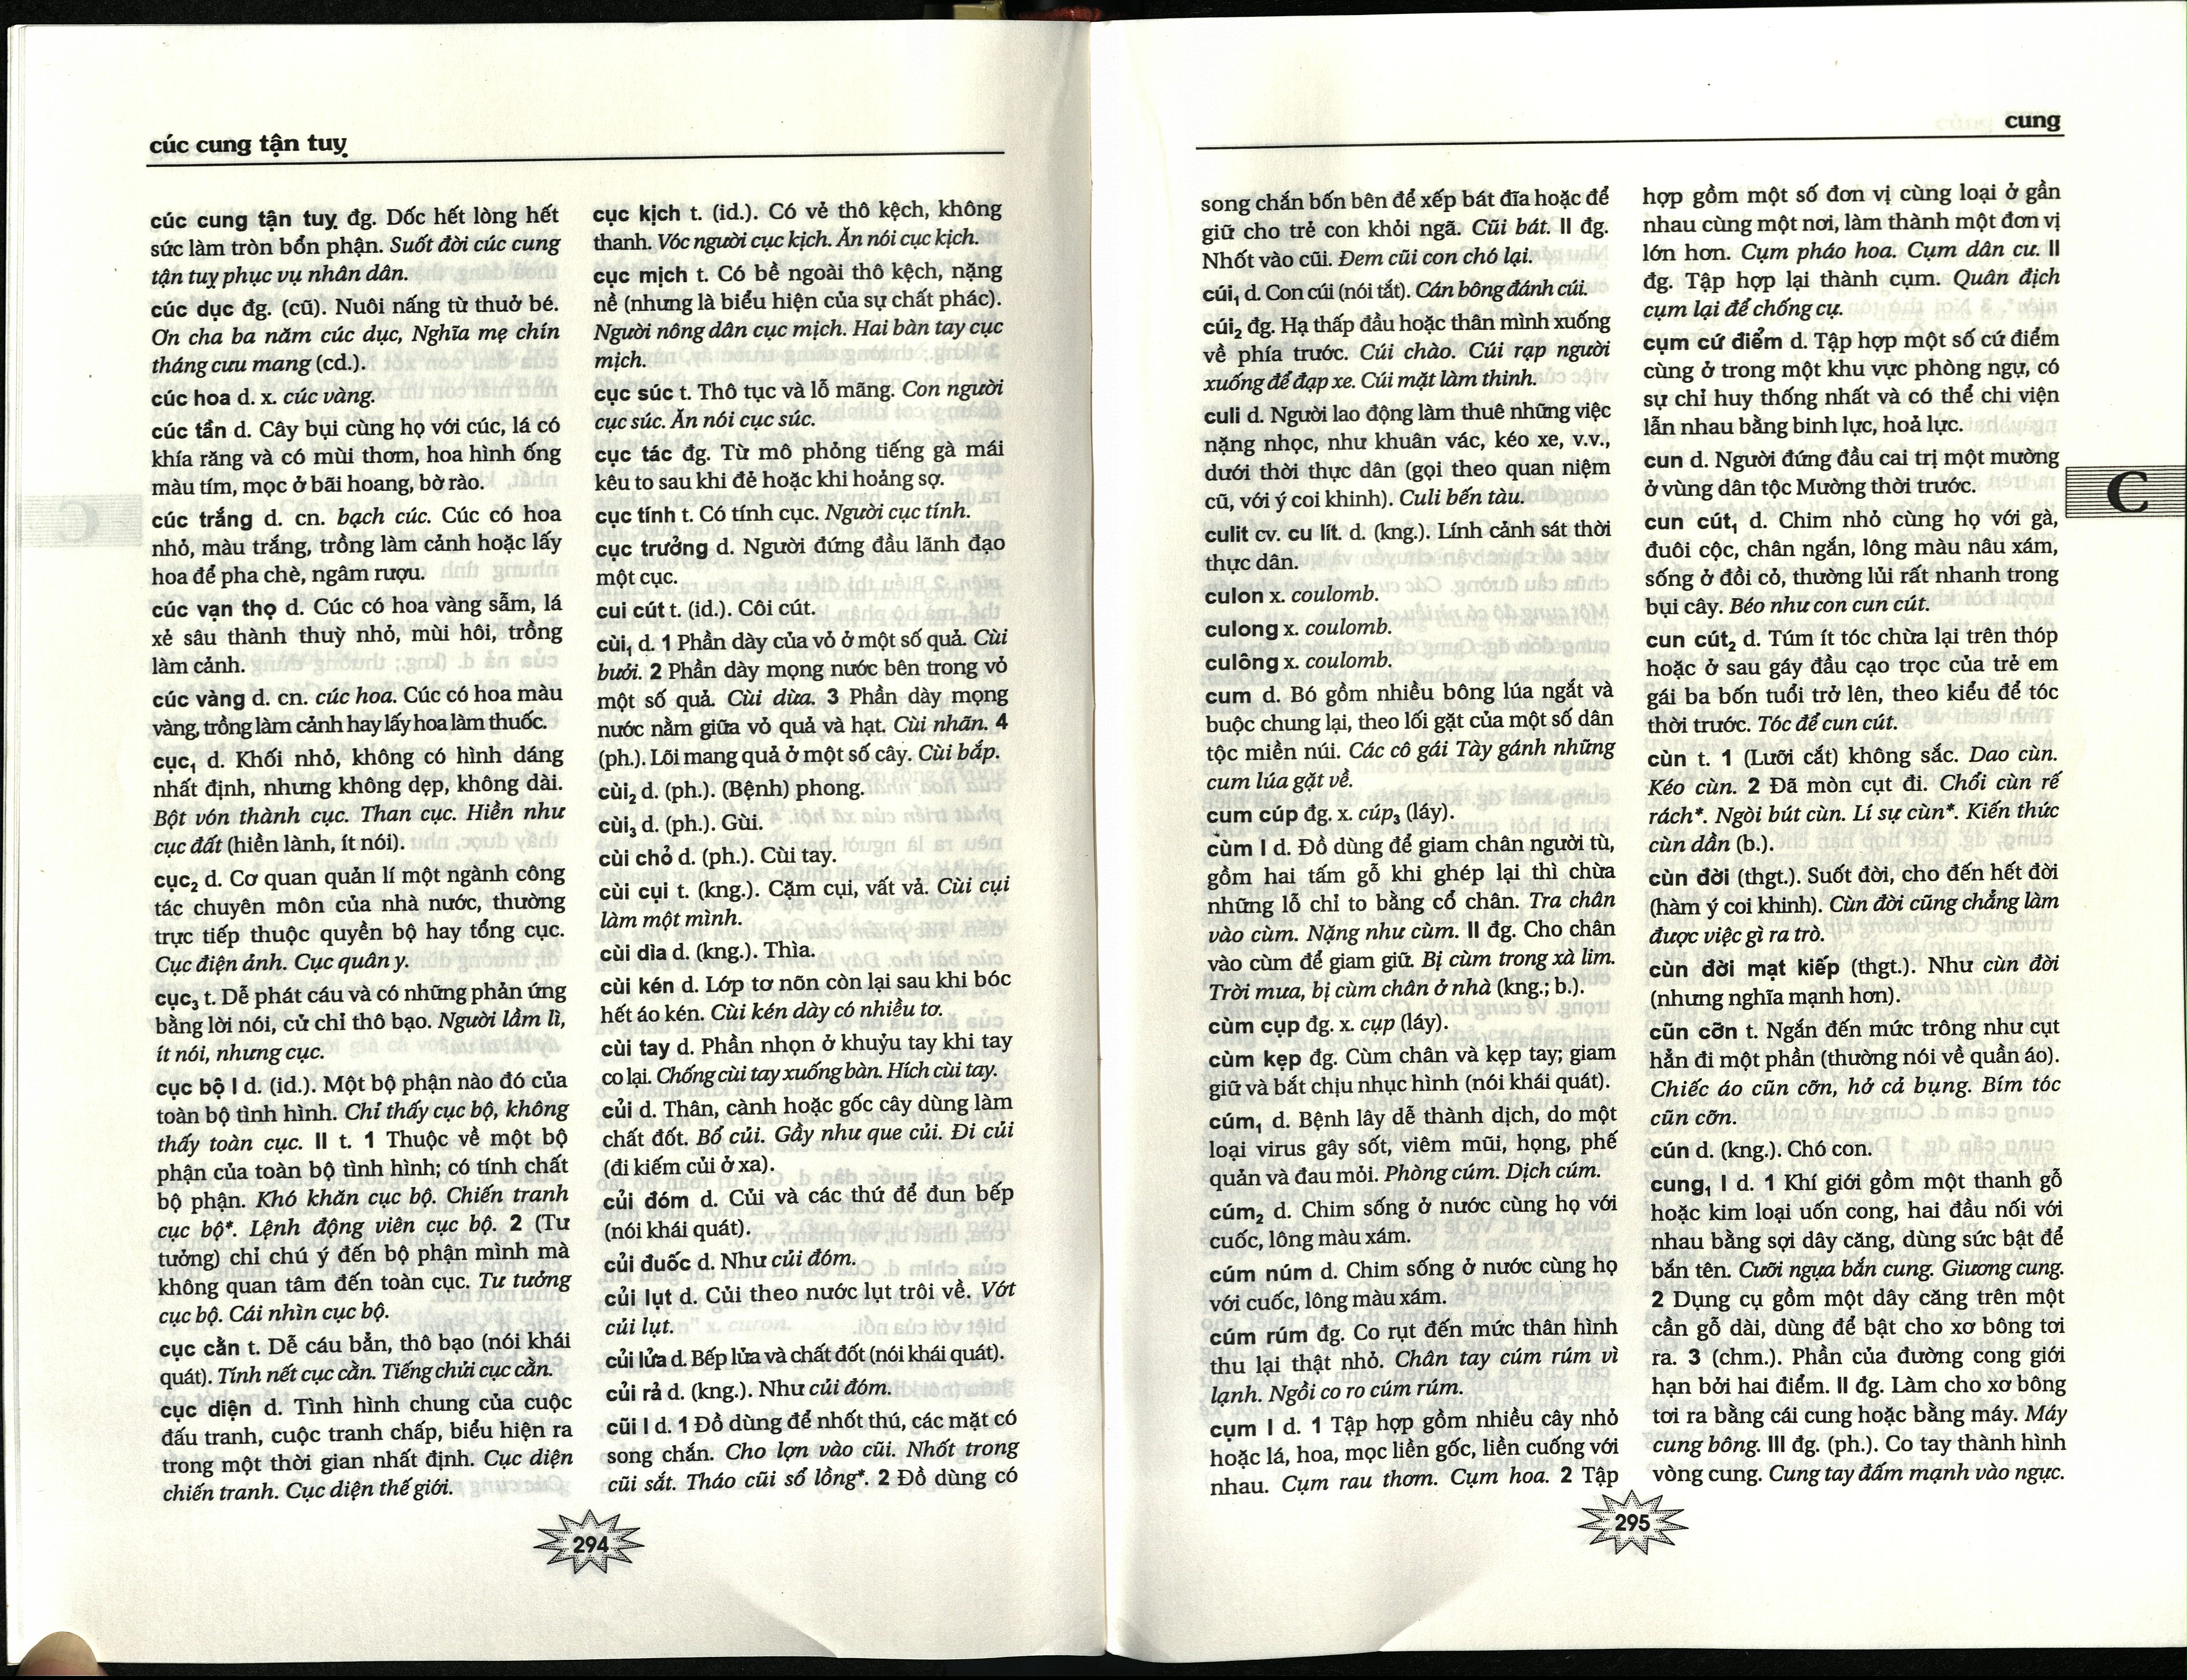 cúc cung tận tuỵ
cúc cung tận tuỵ đg. Dốc hết lòng hết
sức làm tròn bổn phận. Suốt đời cúc cung
tận tuỵ phục vụ nhân dân.
cúc dục đg. (cũ). Nuôi nấng từ thuở bé.
Ơn cha ba năm cúc dục, Nghĩa mẹ chín
tháng cưu mang (cd.).
cúc hoa d. x. cúc vàng.
cúc tần d. Cây bụi cùng họ với cúc, lá có
khía răng và có mùi thơm, hoa hình ống
màu tím, mọc ở bãi hoang, bờ rào.
cúc trắng d. cn. bạch cúc. Cúc có hoa
nhỏ, màu trắng, trồng làm cảnh hoặc lấy
hoa để pha chè, ngâm rượu.
cúc vạn thọ d. Cúc có hoa vàng sẫm, lá
xẻ sâu thành thuỳ nhỏ, mùi hôi, trồng
làm cảnh.
cúc vàng d. cn. cúc hoa. Cúc có hoa màu
vàng, trồng làm cảnh hay lấy hoa làm thuốc.
cục₁ d. Khối nhỏ, không có hình dáng
nhất định, nhưng không dẹp, không dài.
Bột vón thành cục. Than cục. Hiền như
cục đất (hiền lành, ít nói).
cục₂ d. Cơ quan quản lí một ngành công
tác chuyên môn của nhà nước, thường
trực tiếp thuộc quyền bộ hay tổng cục.
Cục điện ảnh. Cục quân y.
cục₃ t. Dễ phát cáu và có những phản ứng
bằng lời nói, cử chỉ thô bạo. Người lầm lì,
ít nói, nhưng cục.
cục bộ I d. (id.). Một bộ phận nào đó của
toàn bộ tình hình. Chỉ thấy cục bộ, không
thấy toàn cục. II t. 1 Thuộc về một bộ
phận của toàn bộ tình hình; có tính chất
bộ phận. Khó khăn cục bộ. Chiến tranh
cục bộ*. Lệnh động viên cục bộ. 2 (Tư
tưởng) chỉ chú ý đến bộ phận mình mà
không quan tâm đến toàn cục. Tư tưởng
cục bộ. Cái nhìn cục bộ.
cục cằn t. Dễ cáu bẳn, thô bạo (nói khái
quát). Tính nết cục cằn. Tiếng chửi cục cằn.
cục diện d. Tình hình chung của cuộc
đấu tranh, cuộc tranh chấp, biểu hiện ra
trong một thời gian nhất định. Cục diện
chiến tranh. Cục diện thế giới.
cục kịch t. (id.). Có vẻ thô kệch, không
thanh. Vóc người cục kịch. Ăn nói cục kịch.
cục mịch t. Có bề ngoài thô kệch, nặng
nề (nhưng là biểu hiện của sự chất phác).
Người nông dân cục mịch. Hai bàn tay cục
mịch.
cục súc t. Thô tục và lỗ mãng. Con người
cục súc. Ăn nói cục súc.
cục tác đg. Từ mô phỏng tiếng gà mái
kêu to sau khi đẻ hoặc khi hoảng sợ.
cục tính t. Có tính cục. Người cục tính.
cục trưởng d. Người đứng đầu lãnh đạo
một cục.
cui cút t. (id.). Côi cút.
cùi₁ d. 1 Phần dày của vỏ ở một số quả. Cùi
bưởi. 2 Phần dày mọng nước bên trong vỏ
một số quả. Cùi dừa. 3 Phần dày mọng
nước nằm giữa vỏ quả và hạt. Cùi nhãn. 4
(ph.). Lõi mang quả ở một số cây. Cùi bắp.
cùi₂ d. (ph.). (Bệnh) phong.
cùi₃ d. (ph.). Gùi.
cùi chỏ d. (ph.). Cùi tay.
cùi cụi t. (kng.). Cặm cụi, vất vả. Cùi cụi
làm một mình.
cùi dìa d. (kng.). Thìa.
cùi kén d. Lớp tơ nõn còn lại sau khi bóc
hết áo kén. Cùi kén dày có nhiều tơ.
cùi tay d. Phần nhọn ở khuỷu tay khi tay
co lại. Chống cùi tay xuống bàn. Hích cùi tay.
củi d. Thân, cành hoặc gốc cây dùng làm
chất đốt. Bổ củi. Gầy như que củi. Đi củi
(đi kiếm củi ở xa).
củi đóm d. Củi và các thứ để đun bếp
(nói khái quát).
củi đuốc d. Như củi đóm.
củi lụt d. Củi theo nước lụt trôi về. Vớt
củi lụt.
củi lửa d. Bếp lửa và chất đốt (nói khái quát).
củi rả d. (kng.). Như củi đóm.
cũi I d. 1 Đồ dùng để nhốt thú, các mặt có
song chắn. Cho lợn vào cũi. Nhốt trong
cũi sắt. Tháo cũi sổ lồng*. 2 Đồ dùng có
294
cung
song chắn bốn bên để xếp bát đĩa hoặc để
giữ cho trẻ con khỏi ngã. Cũi bát. II đg.
Nhốt vào cũi. Đem cũi con chó lại.
cúi₁ d. Con cúi (nói tắt). Cán bông đánh cúi.
cúi₂ đg. Hạ thấp đầu hoặc thân mình xuống
về phía trước. Cúi chào. Cúi rạp người
xuống để đạp xe. Cúi mặt làm thinh.
culi d. Người lao động làm thuê những việc
nặng nhọc, như khuân vác, kéo xe, v.v.,
dưới thời thực dân (gọi theo quan niệm
cũ, với ý coi khinh). Culi bến tàu.
culit cv. cu lít. d. (kng.). Lính cảnh sát thời
thực dân.
culon x. coulomb.
culong x. coulomb.
culông x. coulomb.
cum d. Bó gồm nhiều bông lúa ngắt và
buộc chung lại, theo lối gặt của một số dân
tộc miền núi. Các cô gái Tày gánh những
cum lúa gặt về.
cum cúp đg. x. cúp₃ (láy).
cùm I d. Đồ dùng để giam chân người tù,
gồm hai tấm gỗ khi ghép lại thì chừa
những lỗ chỉ to bằng cổ chân. Tra chân
vào cùm. Nặng như cùm. II đg. Cho chân
vào cùm để giam giữ. Bị cùm trong xà lim.
Trời mưa, bị cùm chân ở nhà (kng.; b.).
cùm cụp đg. x. cụp (láy).
cùm kẹp đg. Cùm chân và kẹp tay; giam
giữ và bắt chịu nhục hình (nói khái quát).
cúm₁ d. Bệnh lây dễ thành dịch, do một
loại virus gây sốt, viêm mũi, họng, phế
quản và đau mỏi. Phòng cúm. Dịch cúm.
cúm₂ d. Chim sống ở nước cùng họ với
cuốc, lông màu xám.
cúm núm d. Chim sống ở nước cùng họ
với cuốc, lông màu xám.
cúm rúm đg. Co rụt đến mức thân hình
thu lại thật nhỏ. Chân tay cúm rúm vì
lạnh. Ngồi co ro cúm rúm.
cụm I d. 1 Tập hợp gồm nhiều cây nhỏ
hoặc lá, hoa, mọc liền gốc, liền cuống với
nhau. Cụm rau thơm. Cụm hoa. 2 Tập
hợp gồm một số đơn vị cùng loại ở gần
nhau cùng một nơi, làm thành một đơn vị
lớn hơn. Cụm pháo hoa. Cụm dân cư. II
đg. Tập hợp lại thành cụm. Quân địch
cụm lại để chống cự.
cụm cứ điểm d. Tập hợp một số cứ điểm
cùng ở trong một khu vực phòng ngự, có
sự chỉ huy thống nhất và có thể chi viện
lẫn nhau bằng binh lực, hoả lực.
cun d. Người đứng đầu cai trị một mường
ở vùng dân tộc Mường thời trước.
cun cút₁ d. Chim nhỏ cùng họ với gà,
đuôi cộc, chân ngắn, lông màu nâu xám,
sống ở đồi cỏ, thường lủi rất nhanh trong
bụi cây. Béo như con cun cút.
cun cút₂ d. Túm ít tóc chừa lại trên thóp
hoặc ở sau gáy đầu cạo trọc của trẻ em
gái ba bốn tuổi trở lên, theo kiểu để tóc
thời trước. Tóc để cun cút.
cùn t. 1 (Lưỡi cắt) không sắc. Dao cùn.
Kéo cùn. 2 Đã mòn cụt đi. Chổi cùn rế
rách*. Ngòi bút cùn. Lí sự cùn*. Kiến thức
cùn dần (b.).
cùn đời (thgt.). Suốt đời, cho đến hết đời
(hàm ý coi khinh). Cùn đời cũng chẳng làm
được việc gì ra trò.
cùn đời mạt kiếp (thgt.). Như cùn đời
(nhưng nghĩa mạnh hơn).
cũn cỡn t. Ngắn đến mức trông như cụt
hẳn đi một phần (thường nói về quần áo).
Chiếc áo cũn cỡn, hở cả bụng. Bím tóc
cũn cỡn.
cún d. (kng.). Chó con.
cung₁ I d. 1 Khí giới gồm một thanh gỗ
hoặc kim loại uốn cong, hai đầu nối với
nhau bằng sợi dây căng, dùng sức bật để
bắn tên. Cưỡi ngựa bắn cung. Giương cung.
2 Dụng cụ gồm một dây căng trên một
cần gỗ dài, dùng để bật cho xơ bông tơi
ra. 3 (chm.). Phần của đường cong giới
hạn bởi hai điểm. II đg. Làm cho xơ bông
tơi ra bằng cái cung hoặc bằng máy. Máy
cung bông. III đg. (ph.). Co tay thành hình
vòng cung. Cung tay đấm mạnh vào ngực.
C
295